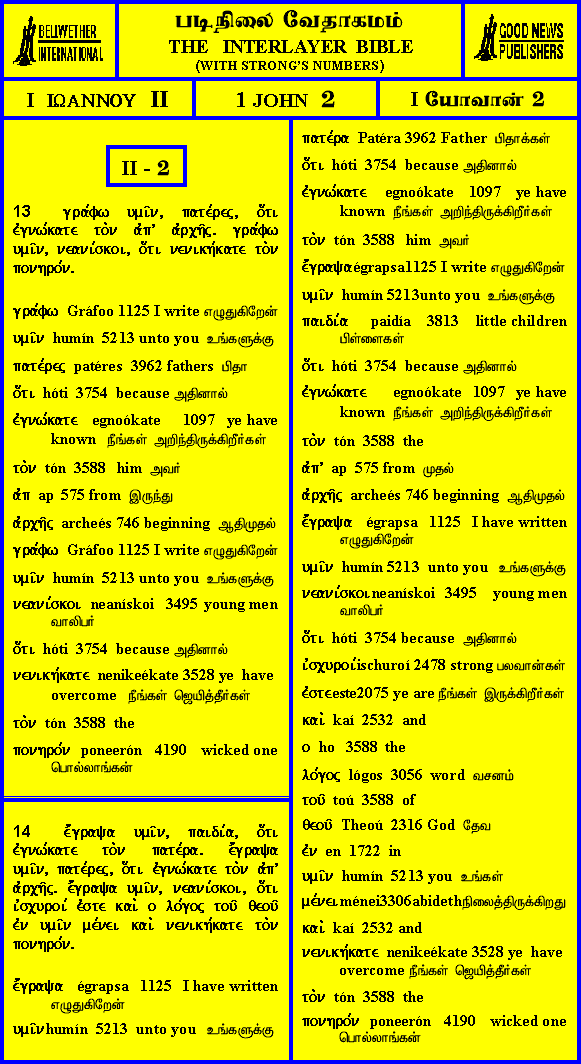 BELLWETHER
INTERNATIONAL
படிநிலை வேதாகமம்
THE INTERLAYER BIBLE
(WITH STRONG'S NUMBERS)
GOOD NEWS
PUBLISHERS
I ΙΩΑΝΝΟΥ II
1 JOHN 2
I யோவான் 2
II - 2
13 γράφω υμῖν, πατέρες, ὅτι
ἐγνώκατε τὸν ἀπ' ἀρχῆς. γράφω
υμῖν, νεανίσκοι, ὅτι νενικήκατε τὸν
πονηρόν.
γράφω Gráfoo 1125 I write எழுதுகிறேன்
υμῖν humín 5213 unto you உங்களுக்கு
πατέρες patéres 3962 fathers பிதா
ὅτι hóti 3754 because அதினால்
ἐγνώκατε egnoókate 1097 ye have
known நீங்கள் அறிந்திருக்கிறீர்கள்
τὸν tón 3588 him அவர்
ἀπ ap 575 from இருந்து
ἀρχῆς archeés 746 beginning ஆதிமுதல்
γράφω Gráfoo 1125 I write எழுதுகிறேன்
υμῖν humín 5213 unto you உங்களுக்கு
νεανίσκοι neanískoi 3495 young men
வாலிபர்
ὅτι hóti 3754 because அதினால்
νενικήκατε nenikeékate 3528 ye have
overcome நீங்கள் ஜெயித்தீர்கள்
τὸν tón 3588 the
πονηρόν poneerón 4190 wicked one
பொல்லாங்கன்
14 ἔγραψα υμῖν, παιδία, ὅτι
ἐγνώκατε τὸν πατέρα. ἔγραψα
υμῖν, πατέρες, ὅτι ἐγνώκατε τὸν ἀπ'
ἀρχῆς. ἔγραψα υμῖν, νεανίσκοι, ὅτι
ἰσχυροί ἐστε καὶ ο λόγος τοῦ θεοῦ
ἐν υμῖν μένει καὶ νενικήκατε τὸν
πονηρόν.
ἔγραψα égrapsa 1125 I have written
எழுதுகிறேன்
υμῖν humín 5213 unto you உங்களுக்கு
πατέρα Patéra 3962 Father பிதாக்கள்
ὅτι hóti 3754 because அதினால்
ἐγνώκατε egnoókate 1097 ye have
known நீங்கள் அறிந்திருக்கிறீர்கள்
τὸν tón 3588 him அவர்
ἔγραψα égrapsa1125 I write எழுதுகிறேன்
υμῖν humín 5213unto you உங்களுக்கு
παιδία paidía 3813 little children
பிள்ளைகள்
ὅτι hóti 3754 because அதினால்
ἐγνώκατε egnoókate 1097 ye have
known நீங்கள் அறிந்திருக்கிறீர்கள்
τὸν tón 3588 the
ἀπ' ap 575 from முதல்
ἀρχῆς archeés 746 beginning ஆதிமுதல்
ἔγραψα égrapsa 1125 I have written
எழுதுகிறேன்
υμῖν humín 5213 unto you உங்களுக்கு
νεανίσκοι neanískoi 3495 young men
வாலிபர்
ὅτι hóti 3754 because அதினால்
ἰσχυροί ischuroí 2478 strong பலவான்கள்
ἐστε este2075 ye are நீங்கள் இருக்கிறீர்கள்
καὶ kaí 2532 and
ο ho 3588 the
λόγος lógos 3056 word வசனம்
τοῦ toú 3588 of
θεοῦ Theoú 2316 God தேவ
ἐν en 1722 in
υμῖν humín 5213 you உங்கள்
μένει ménei3306abidethநிலைத்திருக்கிறது
καὶ kaí 2532 and
νενικήκατε nenikeékate 3528 ye have
overcome நீங்கள் ஜெயித்தீர்கள்
τὸν tón 3588 the
πονηρόν poneerón 4190 wicked one
பொல்லாங்கன்